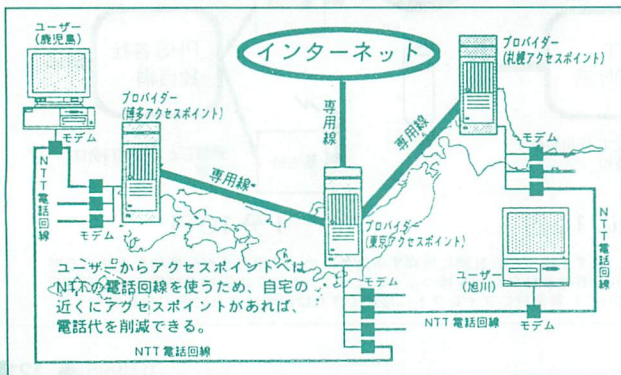 ユーザー
(鹿児島)
プロバイダー
(博多アクセスポイント)
インターネット
プロバイダー
(札幌アクセスポイント)
モデム
専用線
専用線
専用線
モデム
NTT電話回線
モデム
プロバイダー
(東京アクセスポイント)
NTT電話回線
ユーザーからアクセスポイントへは
NTTの電話回線を使うため、自宅の
近くにアクセスポイントがあれば、
電話代を削減できる。
ユーザー
(旭川)
モデム
NTT電話回線
モデム
NTT電話回線